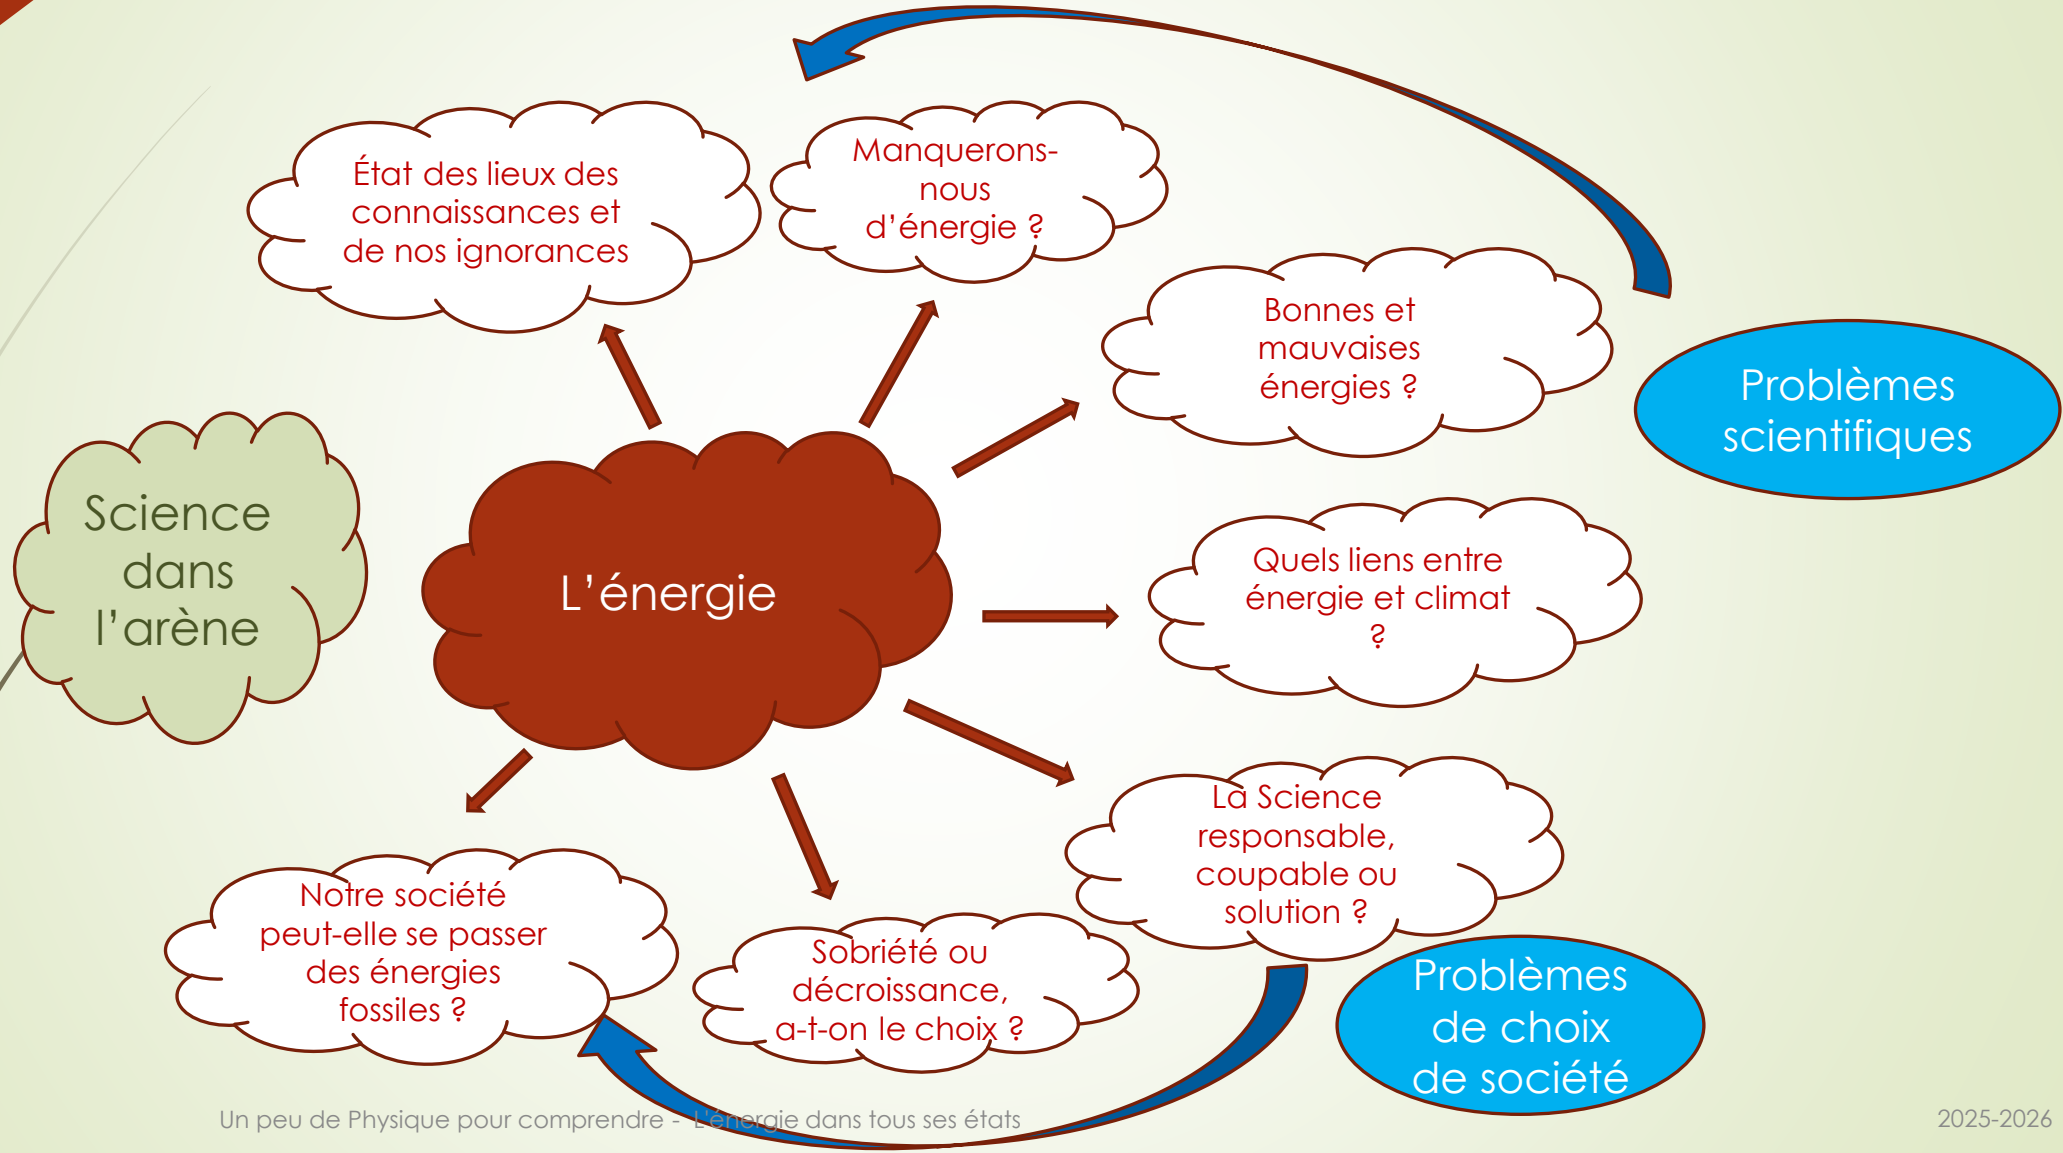 État des lieux des
connaissances et
de nos ignorances
Manquerons-
nous
d'énergie ?
Bonnes et
mauvaises
énergies ?
Problèmes
scientifiques
Science
dans
l'arène
L'énergie
Quels liens entre
énergie et climat
?
La Science
responsable,
coupable ou
solution ?
Notre société
peut-elle se passer
des énergies
fossiles ?
Sobriété ou
décroissance,
a-t-on le choix ?
Problèmes
de choix
de société
Un peu de Physique pour comprendre - L'énergie dans tous ses états
2025-2026